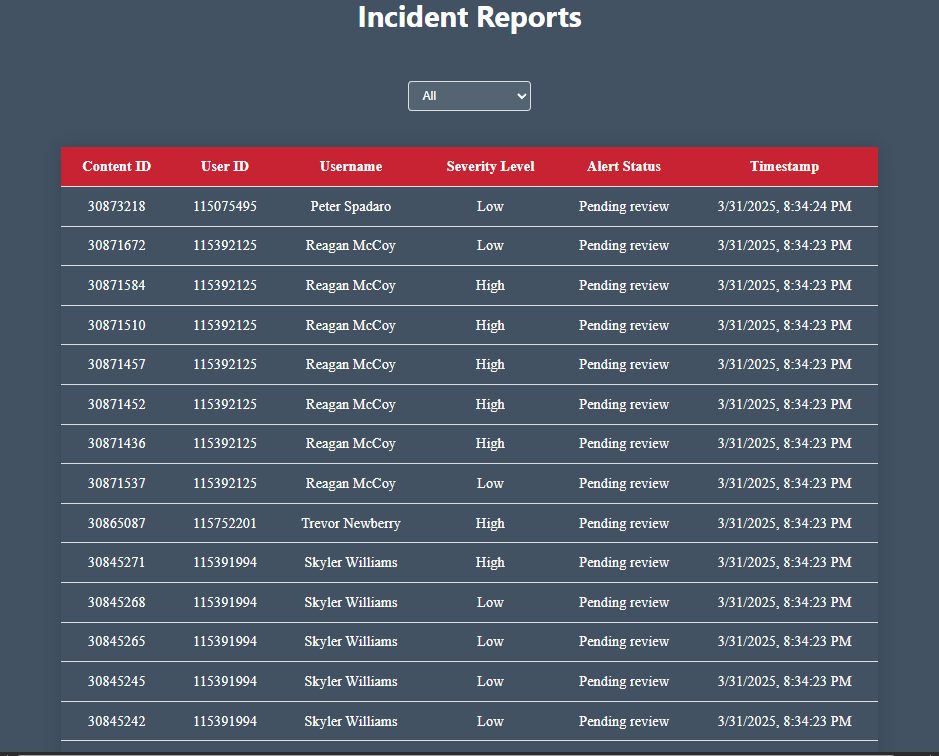 Incident Reports
All
Content ID User ID Username Severity Level Alert Status Timestamp
30873218 115075495 Peter Spadaro Low Pending review 3/31/2025, 8:34:24 PM
30871672 115392125 Reagan McCoy Low Pending review 3/31/2025, 8:34:23 PM
30871584 115392125 Reagan McCoy High Pending review 3/31/2025, 8:34:23 PM
30871510 115392125 Reagan McCoy High Pending review 3/31/2025, 8:34:23 PM
30871457 115392125 Reagan McCoy High Pending review 3/31/2025, 8:34:23 PM
30871452 115392125 Reagan McCoy High Pending review 3/31/2025, 8:34:23 PM
30871436 115392125 Reagan McCoy High Pending review 3/31/2025, 8:34:23 PM
30871537 115392125 Reagan McCoy Low Pending review 3/31/2025, 8:34:23 PM
30865087 115752201 Trevor Newberry High Pending review 3/31/2025, 8:34:23 PM
30845271 115391994 Skyler Williams High Pending review 3/31/2025, 8:34:23 PM
30845268 115391994 Skyler Williams Low Pending review 3/31/2025, 8:34:23 PM
30845265 115391994 Skyler Williams Low Pending review 3/31/2025, 8:34:23 PM
30845245 115391994 Skyler Williams Low Pending review 3/31/2025, 8:34:23 PM
30845242 115391994 Skyler Williams Low Pending review 3/31/2025, 8:34:23 PM